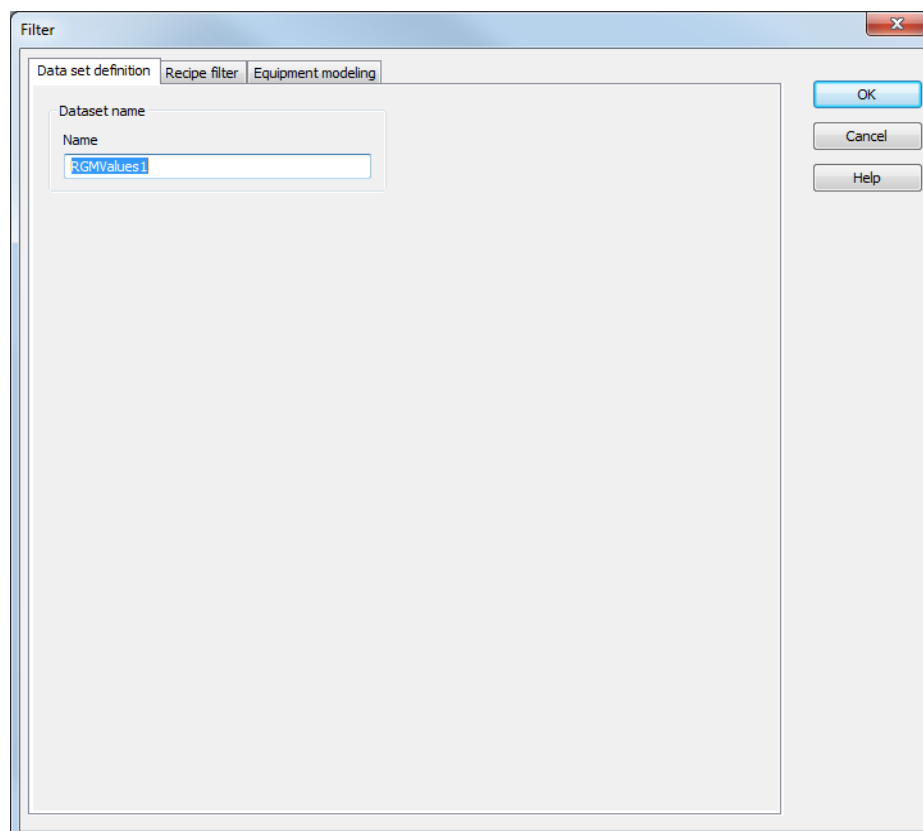 Filter
Data set definition Recipe filter Equipment modeling
Dataset name
Name
RGMValues1
OK
Cancel
Help